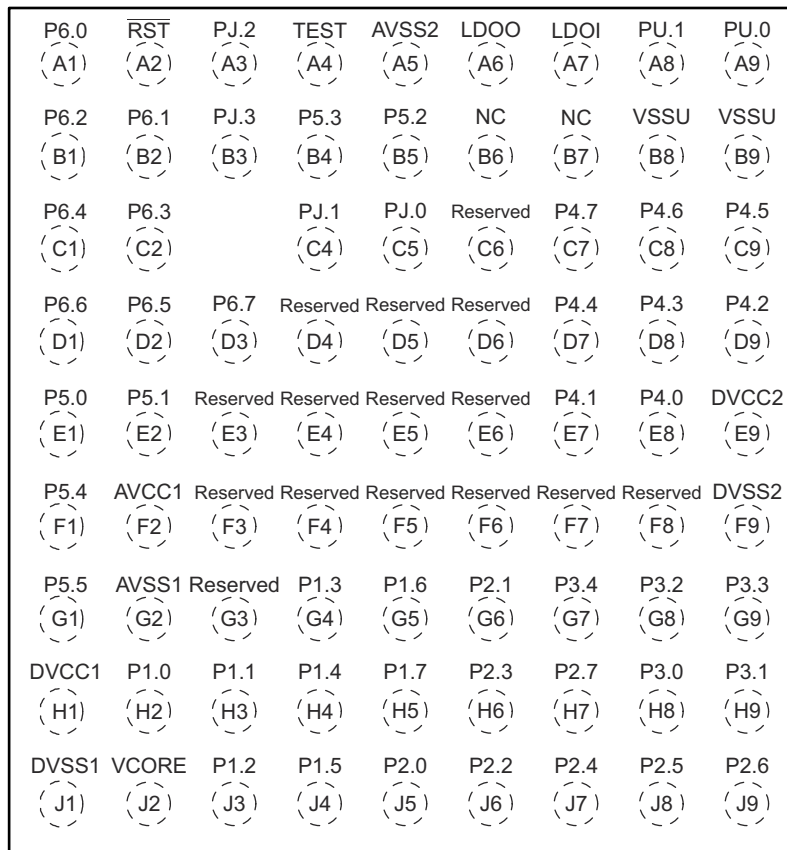 P6.0 RST PJ.2 TEST AVSS2 LDOO LDOI PU.1 PU.0
A1 A2 A3 A4 A5 A6 A7 A8 A9
P6.2 P6.1 PJ.3 P5.3 P5.2 NC NC VSSU VSSU
B1 B2 B3 B4 B5 B6 B7 B8 B9
P6.4 P6.3 PJ.1 PJ.0 Reserved P4.7 P4.6 P4.5
C1 C2 C4 C5 C6 C7 C8 C9
P6.6 P6.5 P6.7 Reserved Reserved Reserved P4.4 P4.3 P4.2
D1 D2 D3 D4 D5 D6 D7 D8 D9
P5.0 P5.1 Reserved Reserved Reserved Reserved P4.1 P4.0 DVCC2
E1 E2 E3 E4 E5 E6 E7 E8 E9
P5.4 AVCC1 Reserved Reserved Reserved Reserved Reserved Reserved DVSS2
F1 F2 F3 F4 F5 F6 F7 F8 F9
P5.5 AVSS1 Reserved P1.3 P1.6 P2.1 P3.4 P3.2 P3.3
G1 G2 G3 G4 G5 G6 G7 G8 G9
DVCC1 P1.0 P1.1 P1.4 P1.7 P2.3 P2.7 P3.0 P3.1
H1 H2 H3 H4 H5 H6 H7 H8 H9
DVSS1 VCORE P1.2 P1.5 P2.0 P2.2 P2.4 P2.5 P2.6
J1 J2 J3 J4 J5 J6 J7 J8 J9